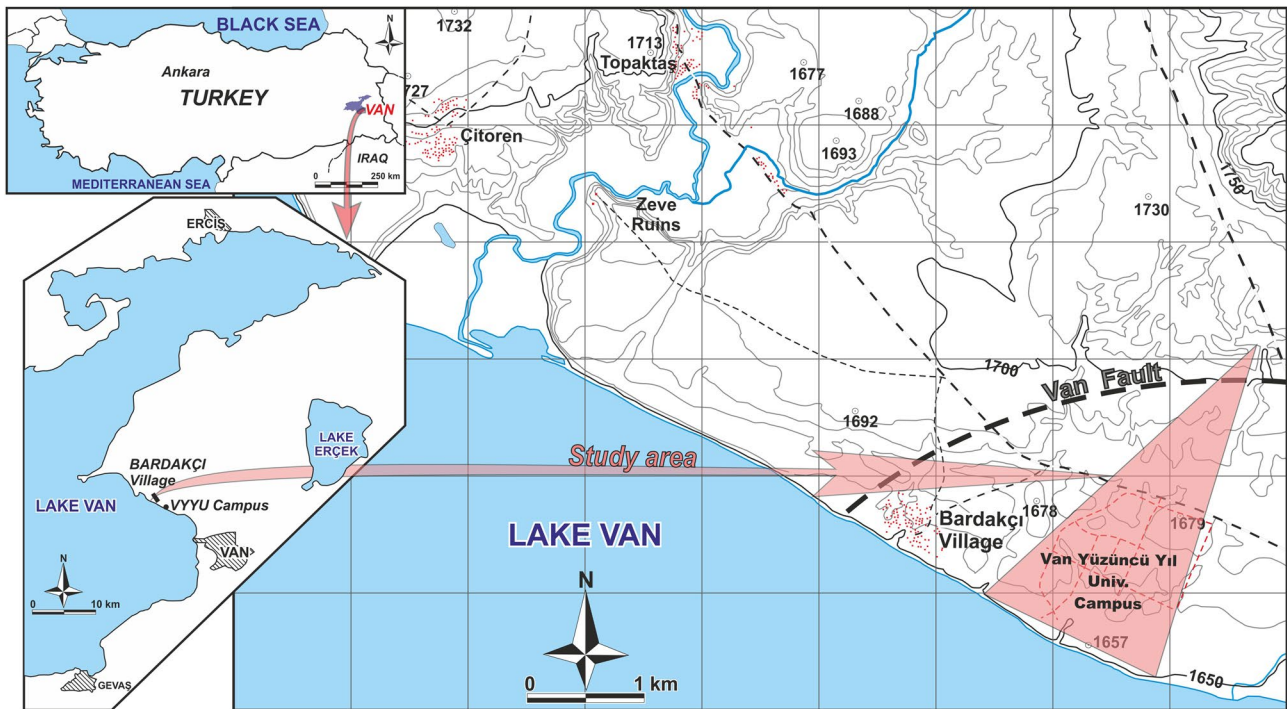 BLACK SEA
N
Ankara
TURKEY
VAN
IRAQ
0 250 km
MEDITERRANEAN SEA
ERCİŞ
LAKE
ERÇEK
BARDAKÇI
Village
LAKE VAN
VYYU Campus
VAN
N
0 10 km
GEVAŞ
1732
1713
Topaktaş
1677
727
1688
Çitoren
1693
1750
1730
Zeve
Ruins
1700
Van Fault
1692
Study area
1678
1679
Bardakçı
Village
LAKE VAN
Van Yüzüncü Yıl
Univ.
Campus
N
1657
1650
0 1 km